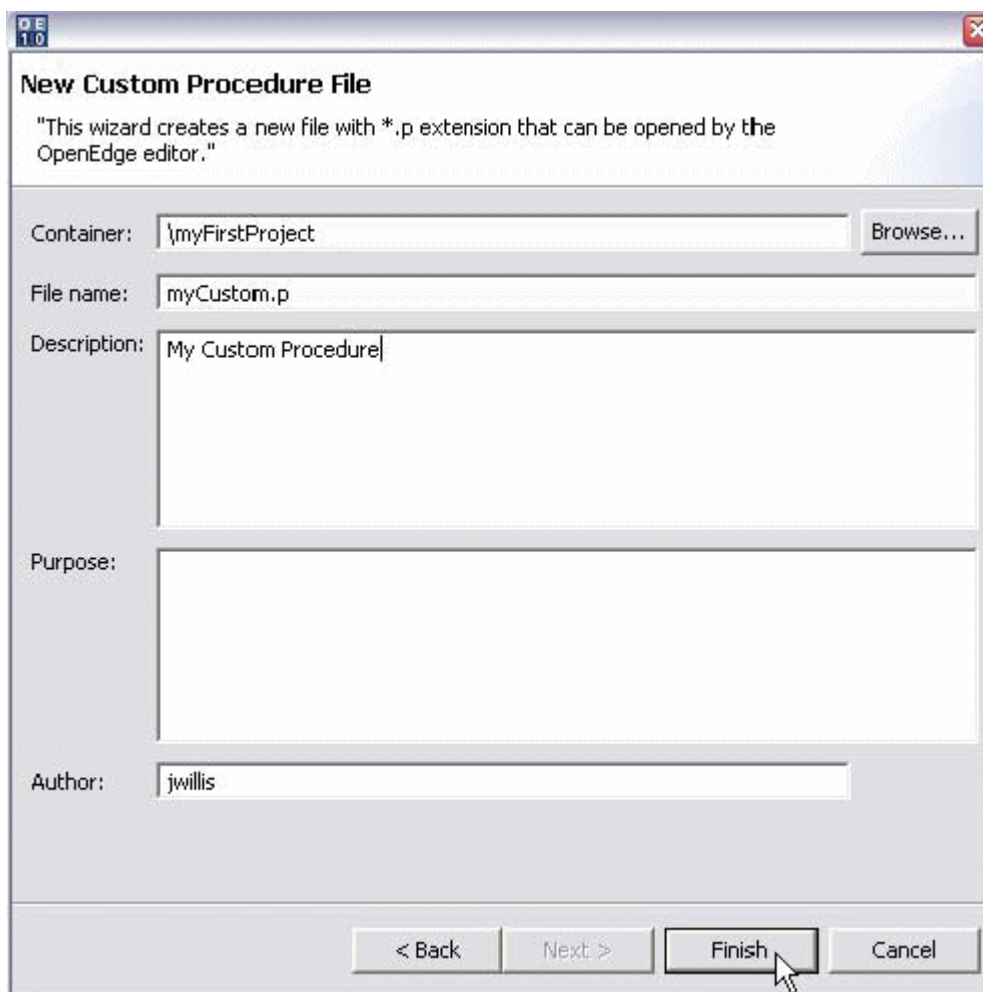 OE
10
New Custom Procedure File
"This wizard creates a new file with *.p extension that can be opened by the
OpenEdge editor."
Container: \myFirstProject Browse...
File name: myCustom.p
Description: My Custom Procedure
Purpose:
Author: jwillis
< Back Next > Finish Cancel